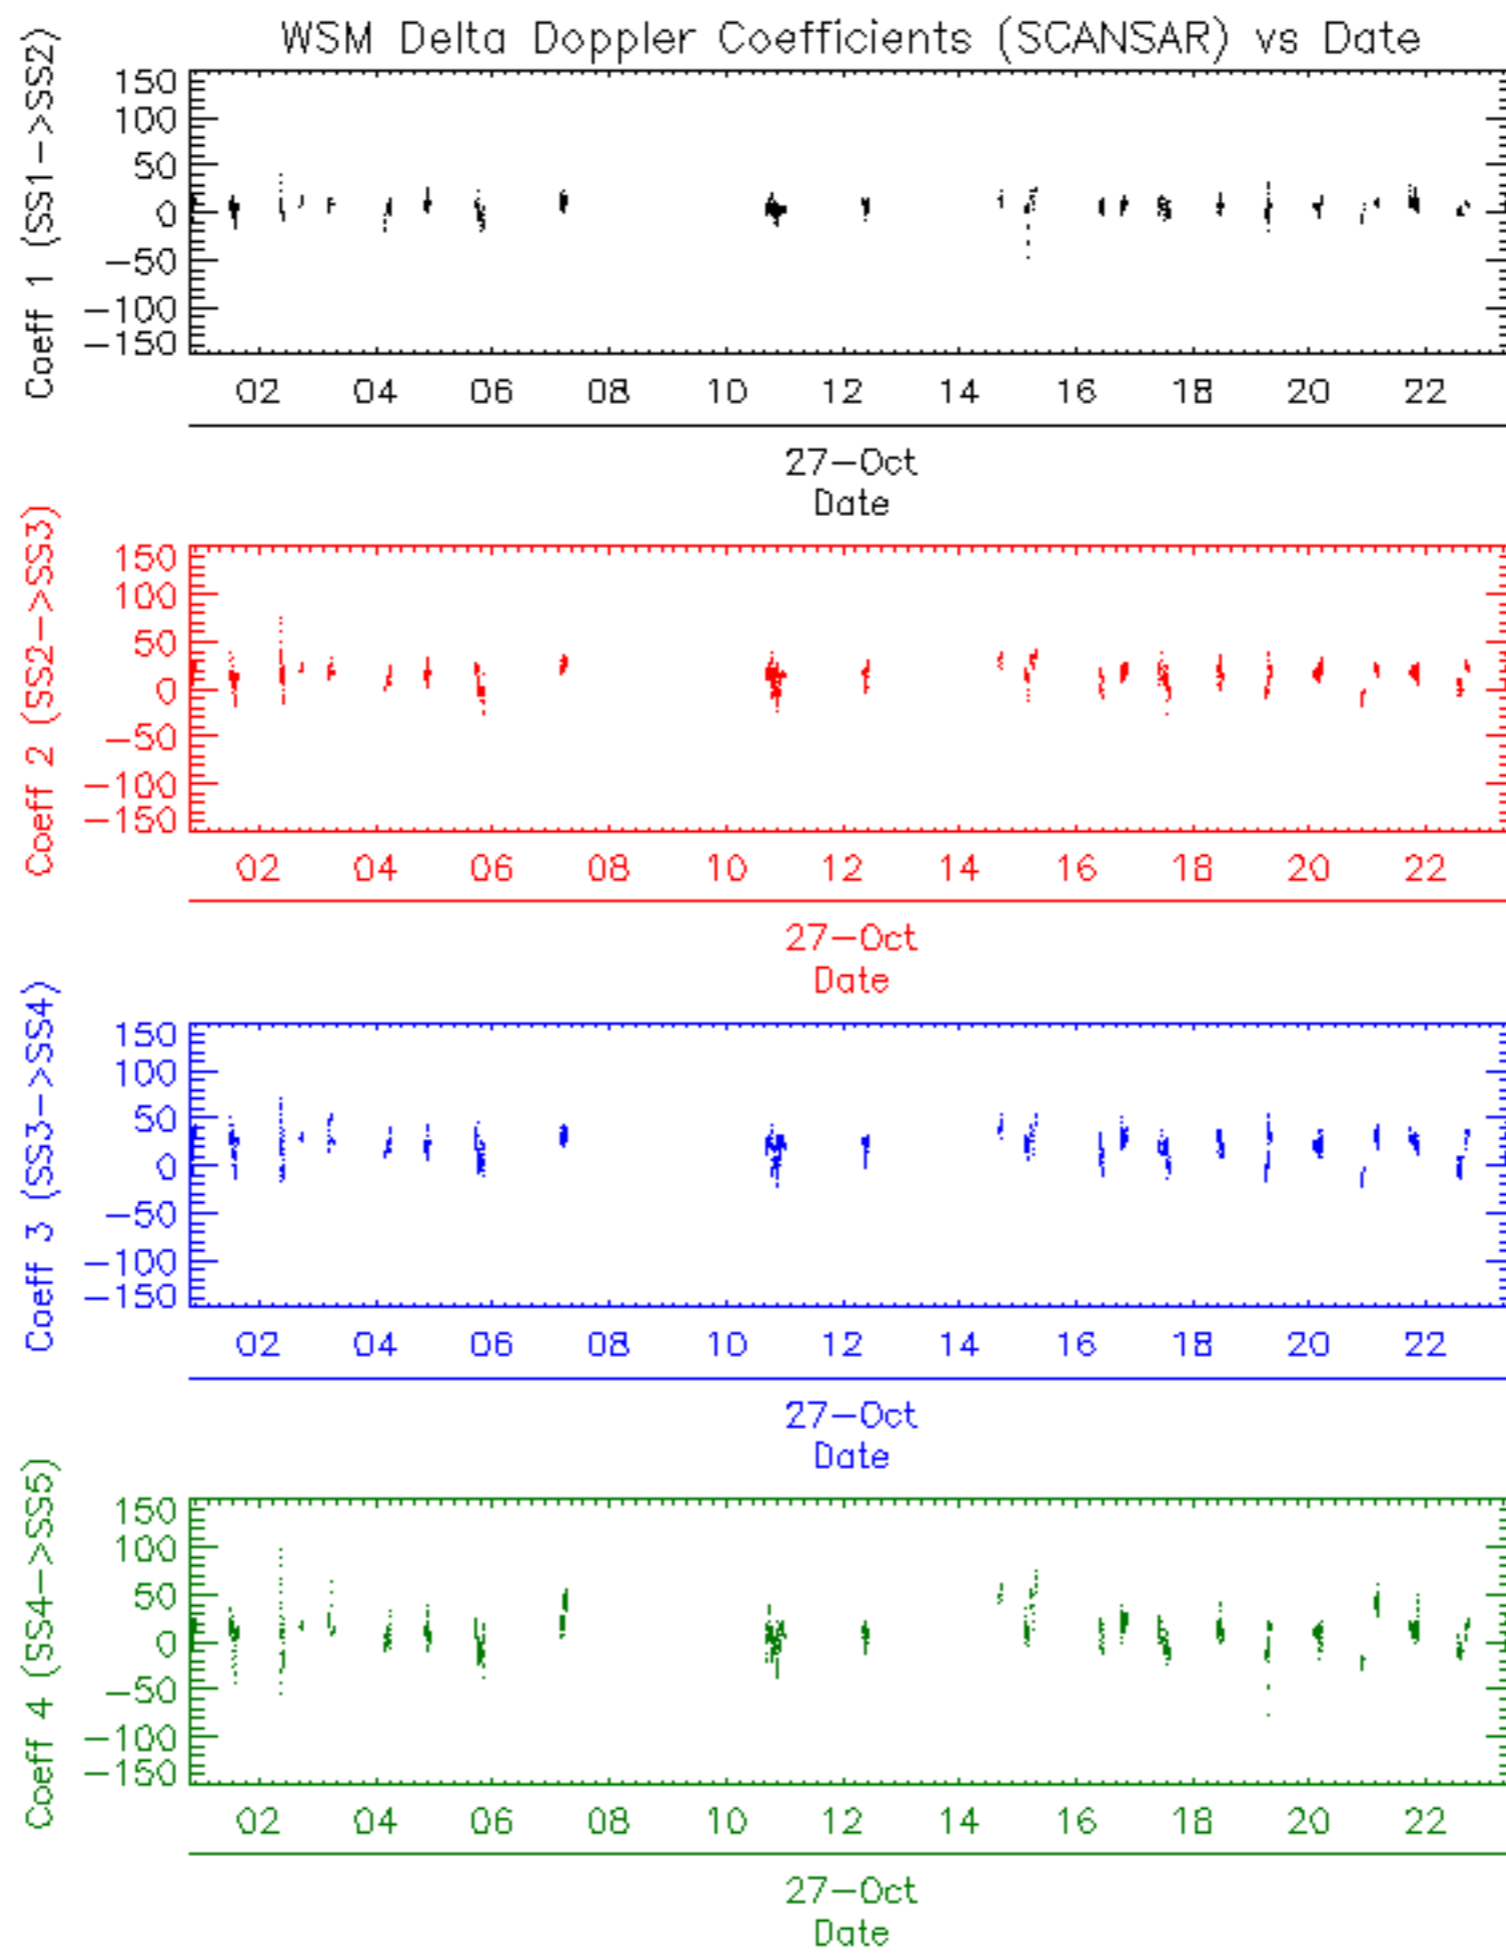 WSM Delta Doppler Coefficients (SCANSAR) vs Date
Coeff 1 (SS1->SS2)
150
100
50
0
-50
-100
-150
02 04 06 08 10 12 14 16 18 20 22
27-Oct
Date
Coeff 2 (SS2->SS3)
150
100
50
0
-50
-100
-150
02 04 06 08 10 12 14 16 18 20 22
27-Oct
Date
Coeff 3 (SS3->SS4)
150
100
50
0
-50
-100
-150
02 04 06 08 10 12 14 16 18 20 22
27-Oct
Date
Coeff 4 (SS4->SS5)
150
100
50
0
-50
-100
-150
02 04 06 08 10 12 14 16 18 20 22
27-Oct
Date